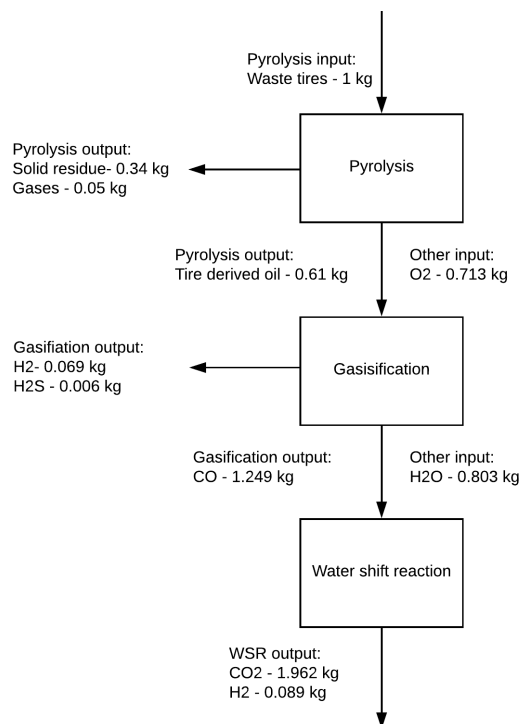 Pyrolysis input:
Waste tires - 1 kg
Pyrolysis
Pyrolysis output:
Solid residue- 0.34 kg
Gases - 0.05 kg
Pyrolysis output:
Tire derived oil - 0.61 kg
Other input:
O2 - 0.713 kg
Gasifiation output:
H2- 0.069 kg
H2S - 0.006 kg
Gasisification
Gasification output:
CO - 1.249 kg
Other input:
H2O - 0.803 kg
Water shift reaction
WSR output:
CO2 - 1.962 kg
H2 - 0.089 kg